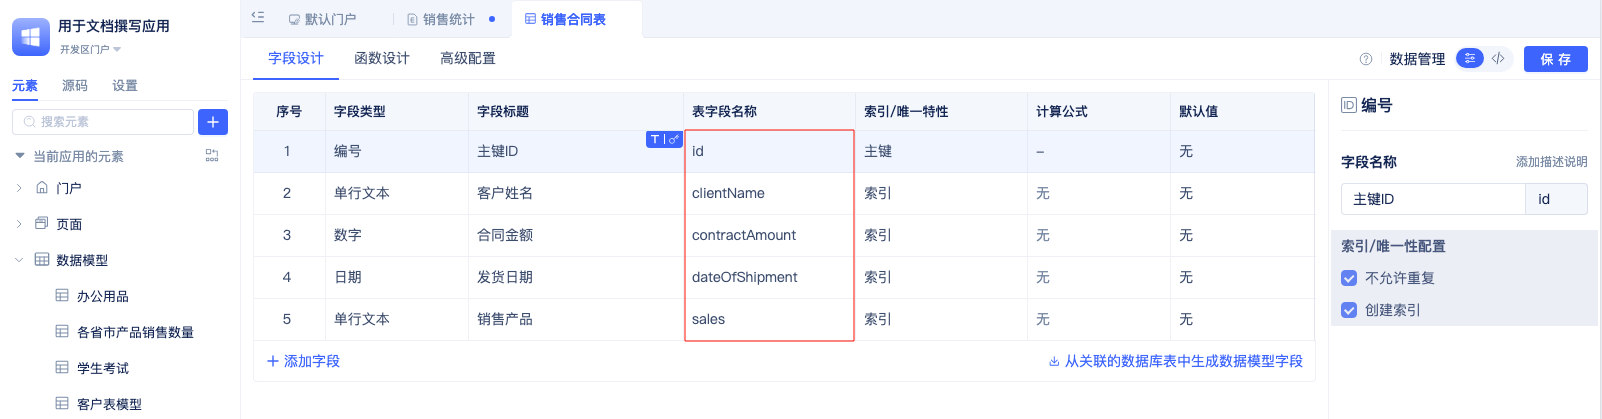 用于文档撰写应用
开发区门户
元素 源码 设置
搜索元素
当前应用的元素
门户
页面
数据模型
办公用品
各省市产品销售数量
学生考试
客户表模型
默认门户 销售统计 销售合同表
字段设计 函数设计 高级配置
数据管理 保 存
序号 字段类型 字段标题 表字段名称 索引/唯一特性 计算公式 默认值
1 编号 主键ID T id 主键 – 无
2 单行文本 客户姓名 clientName 索引 无 无
3 数字 合同金额 contractAmount 索引 无 无
4 日期 发货日期 dateOfShipment 索引 无 无
5 单行文本 销售产品 sales 索引 无 无
添加字段 从关联的数据库表中生成数据模型字段
ID 编号
字段名称 添加描述说明
主键ID id
索引/唯一性配置
不允许重复
创建索引